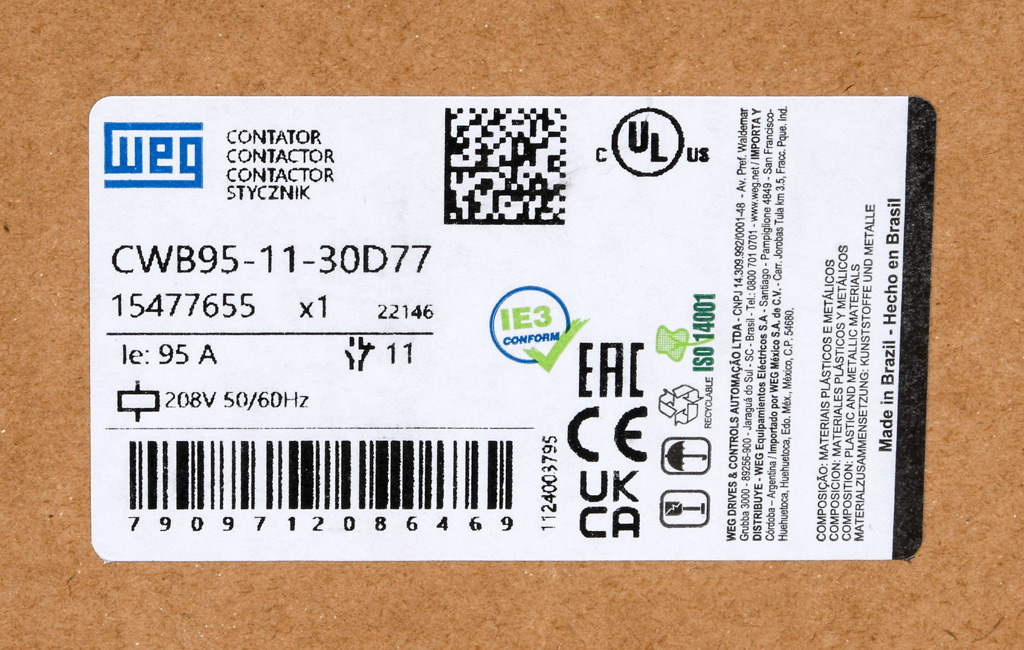 weg
CONTATOR
CONTACTOR
CONTACTOR
STYCZNIK
c UL us
CWB95-11-30D77
15477655 x1 22146
Ie: 95 A 11
208V 50/60Hz
7909712086469
1124003795
IE3
CONFORM
EAC
CE
UK
CA
ISO 14001
RECYCLABLE
WEG DRIVES & CONTROLS AUTOMAÇÃO LTDA - CNPJ 14.309.992/0001-48 - Av. Pref. Waldemar
Grubba 3000 - 89256-900 - Jaraguá do Sul - SC - Brasil - Tel.: 0800 701 0701 - www.weg.net / IMPORTA Y
DISTRIBUYE - WEG Equipamientos Eléctricos S.A - Santiago - Pampiglione 4849 - San Francisco-
Córdoba – Argentina / Importado por WEG México S.A. de C.V.- Carr. Jorobas Tula km 3.5, Fracc. Pque. Ind.
Huehuetoca, Huehuetoca, Edo. Méx., México, C.P. 54680.
COMPOSIÇÃO: MATERIAIS PLÁSTICOS E METÁLICOS
COMPOSICION: MATERIALES PLÁSTICOS Y METÁLICOS
COMPOSITION: PLASTIC AND METALLIC MATERIALS
MATERIALZUSAMMENSETZUNG: KUNSTSTOFFE UND METALLE
Made in Brazil - Hecho en Brasil